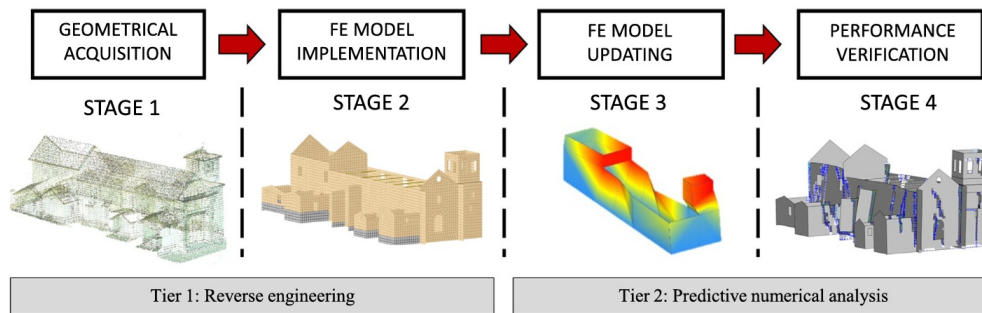 GEOMETRICAL
ACQUISITION
FE MODEL
IMPLEMENTATION
FE MODEL
UPDATING
PERFORMANCE
VERIFICATION
STAGE 1
STAGE 2
STAGE 3
STAGE 4
Tier 1: Reverse engineering
Tier 2: Predictive numerical analysis